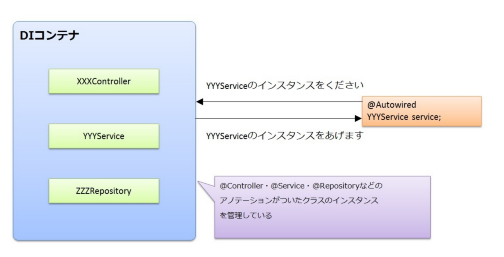 DIコンテナ
XXXController
YYYService
ZZZRepository
YYYServiceのインスタンスをください
YYYServiceのインスタンスをあげます
@Autowired
YYYService service;
@Controller・@Service・@Repositoryなどの
アノテーションがついたクラスのインスタンス
を管理している